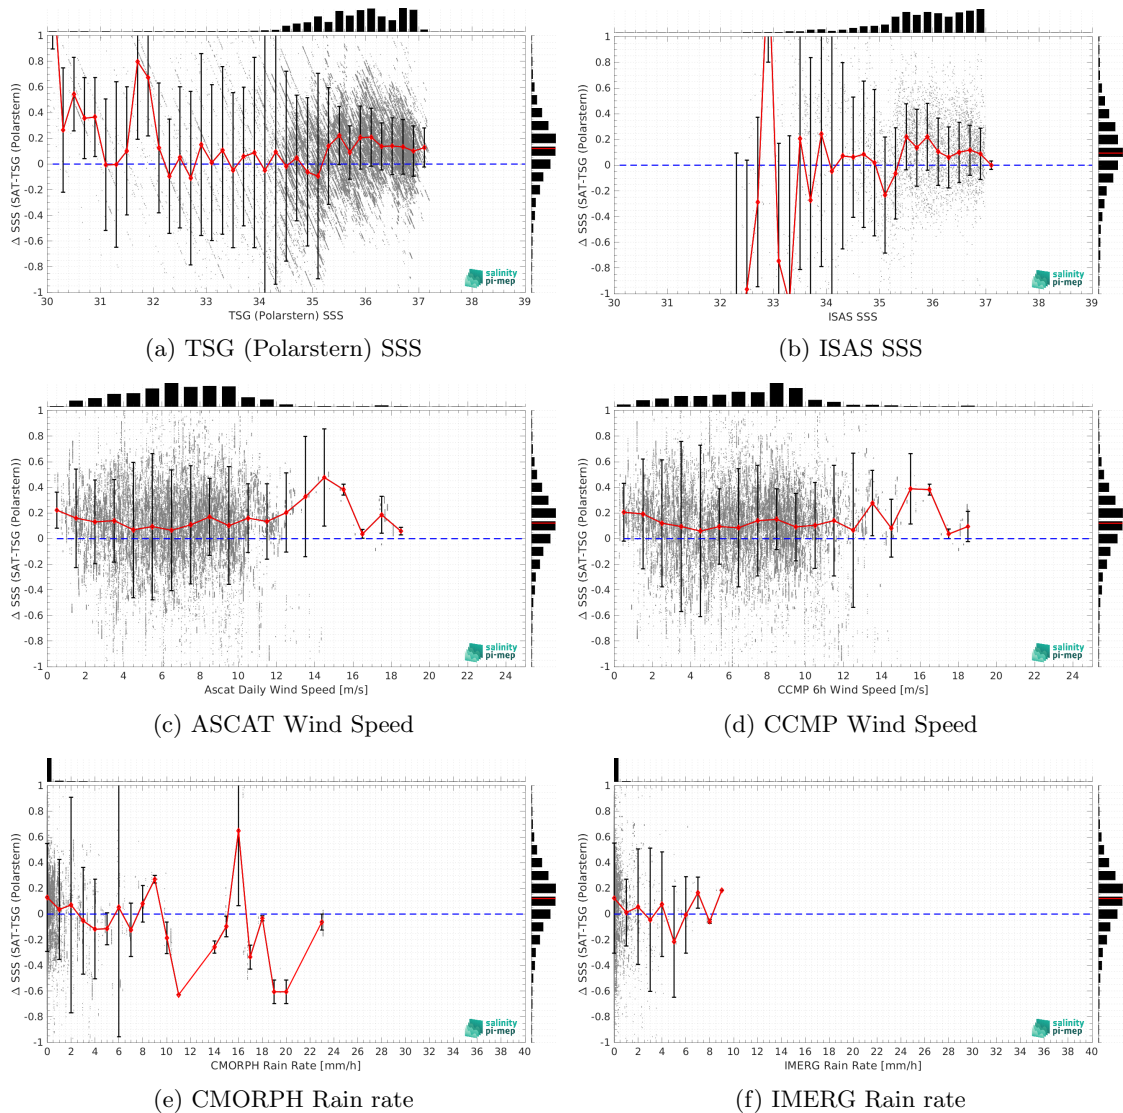 1
0.8
0.6
0.4
0.2
0
-0.2
-0.4
-0.6
-0.8
-1
Δ SSS (SAT-TSG (Polarstern))
30 31 32 33 34 35 36 37 38 39
TSG (Polarstern) SSS
salinity
pi-mep
(a) TSG (Polarstern) SSS
1
0.8
0.6
0.4
0.2
0
-0.2
-0.4
-0.6
-0.8
-1
Δ SSS (SAT-TSG (Polarstern))
30 31 32 33 34 35 36 37 38 39
ISAS SSS
salinity
pi-mep
(b) ISAS SSS
1
0.8
0.6
0.4
0.2
0
-0.2
-0.4
-0.6
-0.8
-1
Δ SSS (SAT-TSG (Polarstern))
0 2 4 6 8 10 12 14 16 18 20 22 24
Ascat Daily Wind Speed [m/s]
salinity
pi-mep
(c) ASCAT Wind Speed
1
0.8
0.6
0.4
0.2
0
-0.2
-0.4
-0.6
-0.8
-1
Δ SSS (SAT-TSG (Polarstern))
0 2 4 6 8 10 12 14 16 18 20 22 24
CCMP 6h Wind Speed [m/s]
salinity
pi-mep
(d) CCMP Wind Speed
1
0.8
0.6
0.4
0.2
0
-0.2
-0.4
-0.6
-0.8
-1
Δ SSS (SAT-TSG (Polarstern))
0 2 4 6 8 10 12 14 16 18 20 22 24 26 28 30 32 34 36 38 40
CMORPH Rain Rate [mm/h]
salinity
pi-mep
(e) CMORPH Rain rate
1
0.8
0.6
0.4
0.2
0
-0.2
-0.4
-0.6
-0.8
-1
Δ SSS (SAT-TSG (Polarstern))
0 2 4 6 8 10 12 14 16 18 20 22 24 26 28 30 32 34 36 38 40
IMERG Rain Rate [mm/h]
salinity
pi-mep
(f) IMERG Rain rate